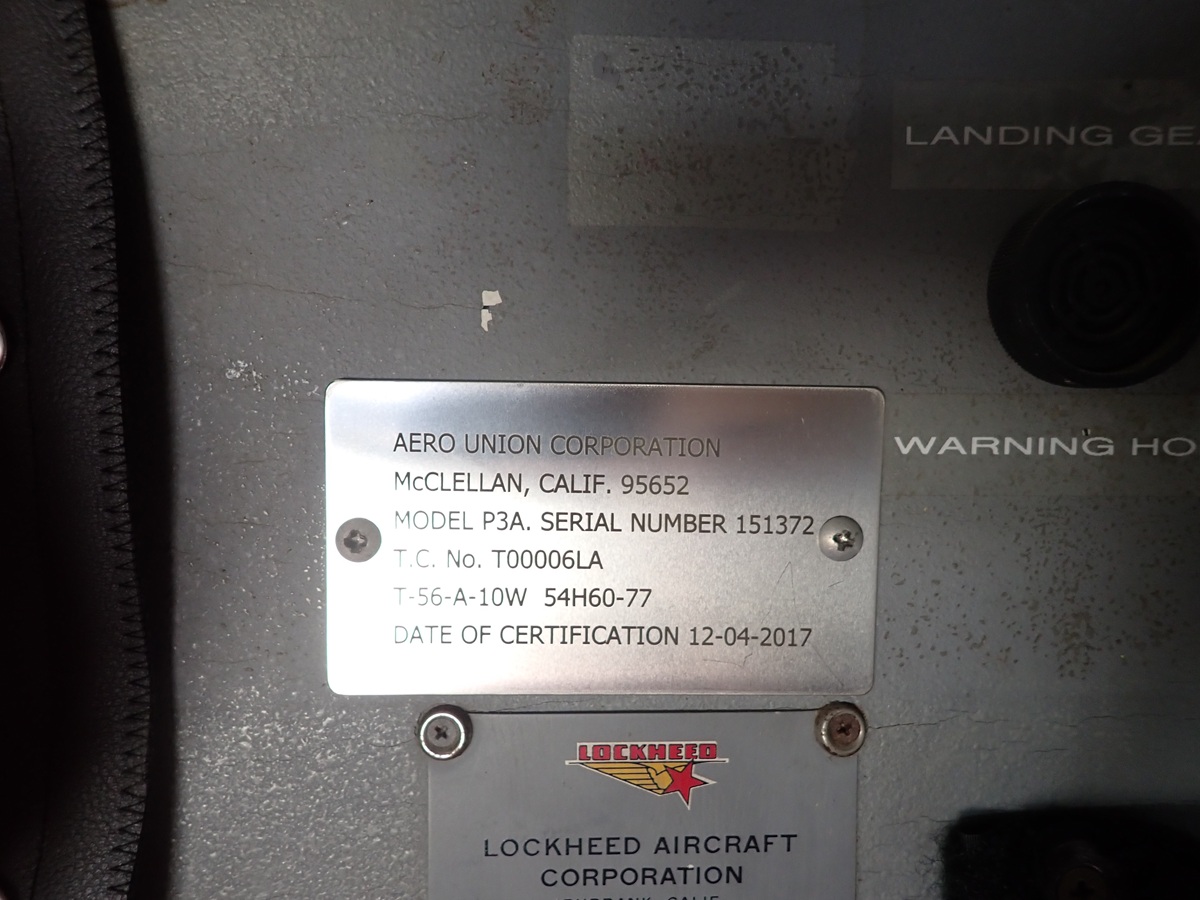 LANDING GEA
WARNING HO
AERO UNION CORPORATION
McCLELLAN, CALIF. 95652
MODEL P3A. SERIAL NUMBER 151372
T.C. No. T00006LA
T-56-A-10W 54H60-77
DATE OF CERTIFICATION 12-04-2017
LOCKHEED
LOCKHEED AIRCRAFT
CORPORATION